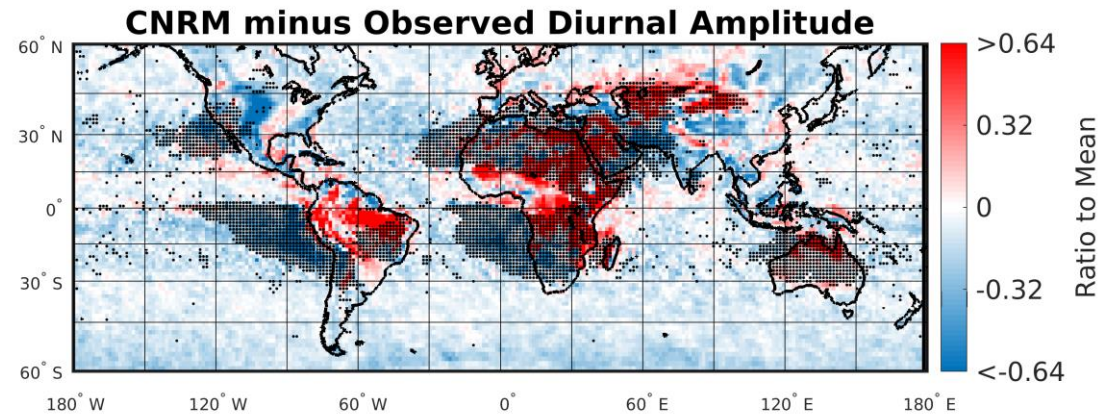 CNRM minus Observed Diurnal Amplitude
60° N
30° N
0°
30° S
60° S
180° W
120° W
60° W
0°
60° E
120° E
180° E
>0.64
0.32
0
-0.32
<-0.64
Ratio to Mean